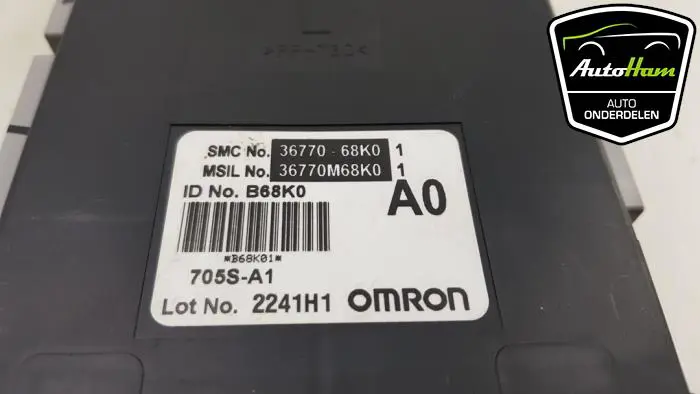 SMC No. 36770 - 68K0 1
MSIL No. 36770M68K0 1
ID No. B68K0
A0
*B68K01*
705S-A1
Lot No. 2241H1 OMRON
AutoHam
AUTO
ONDERDELEN